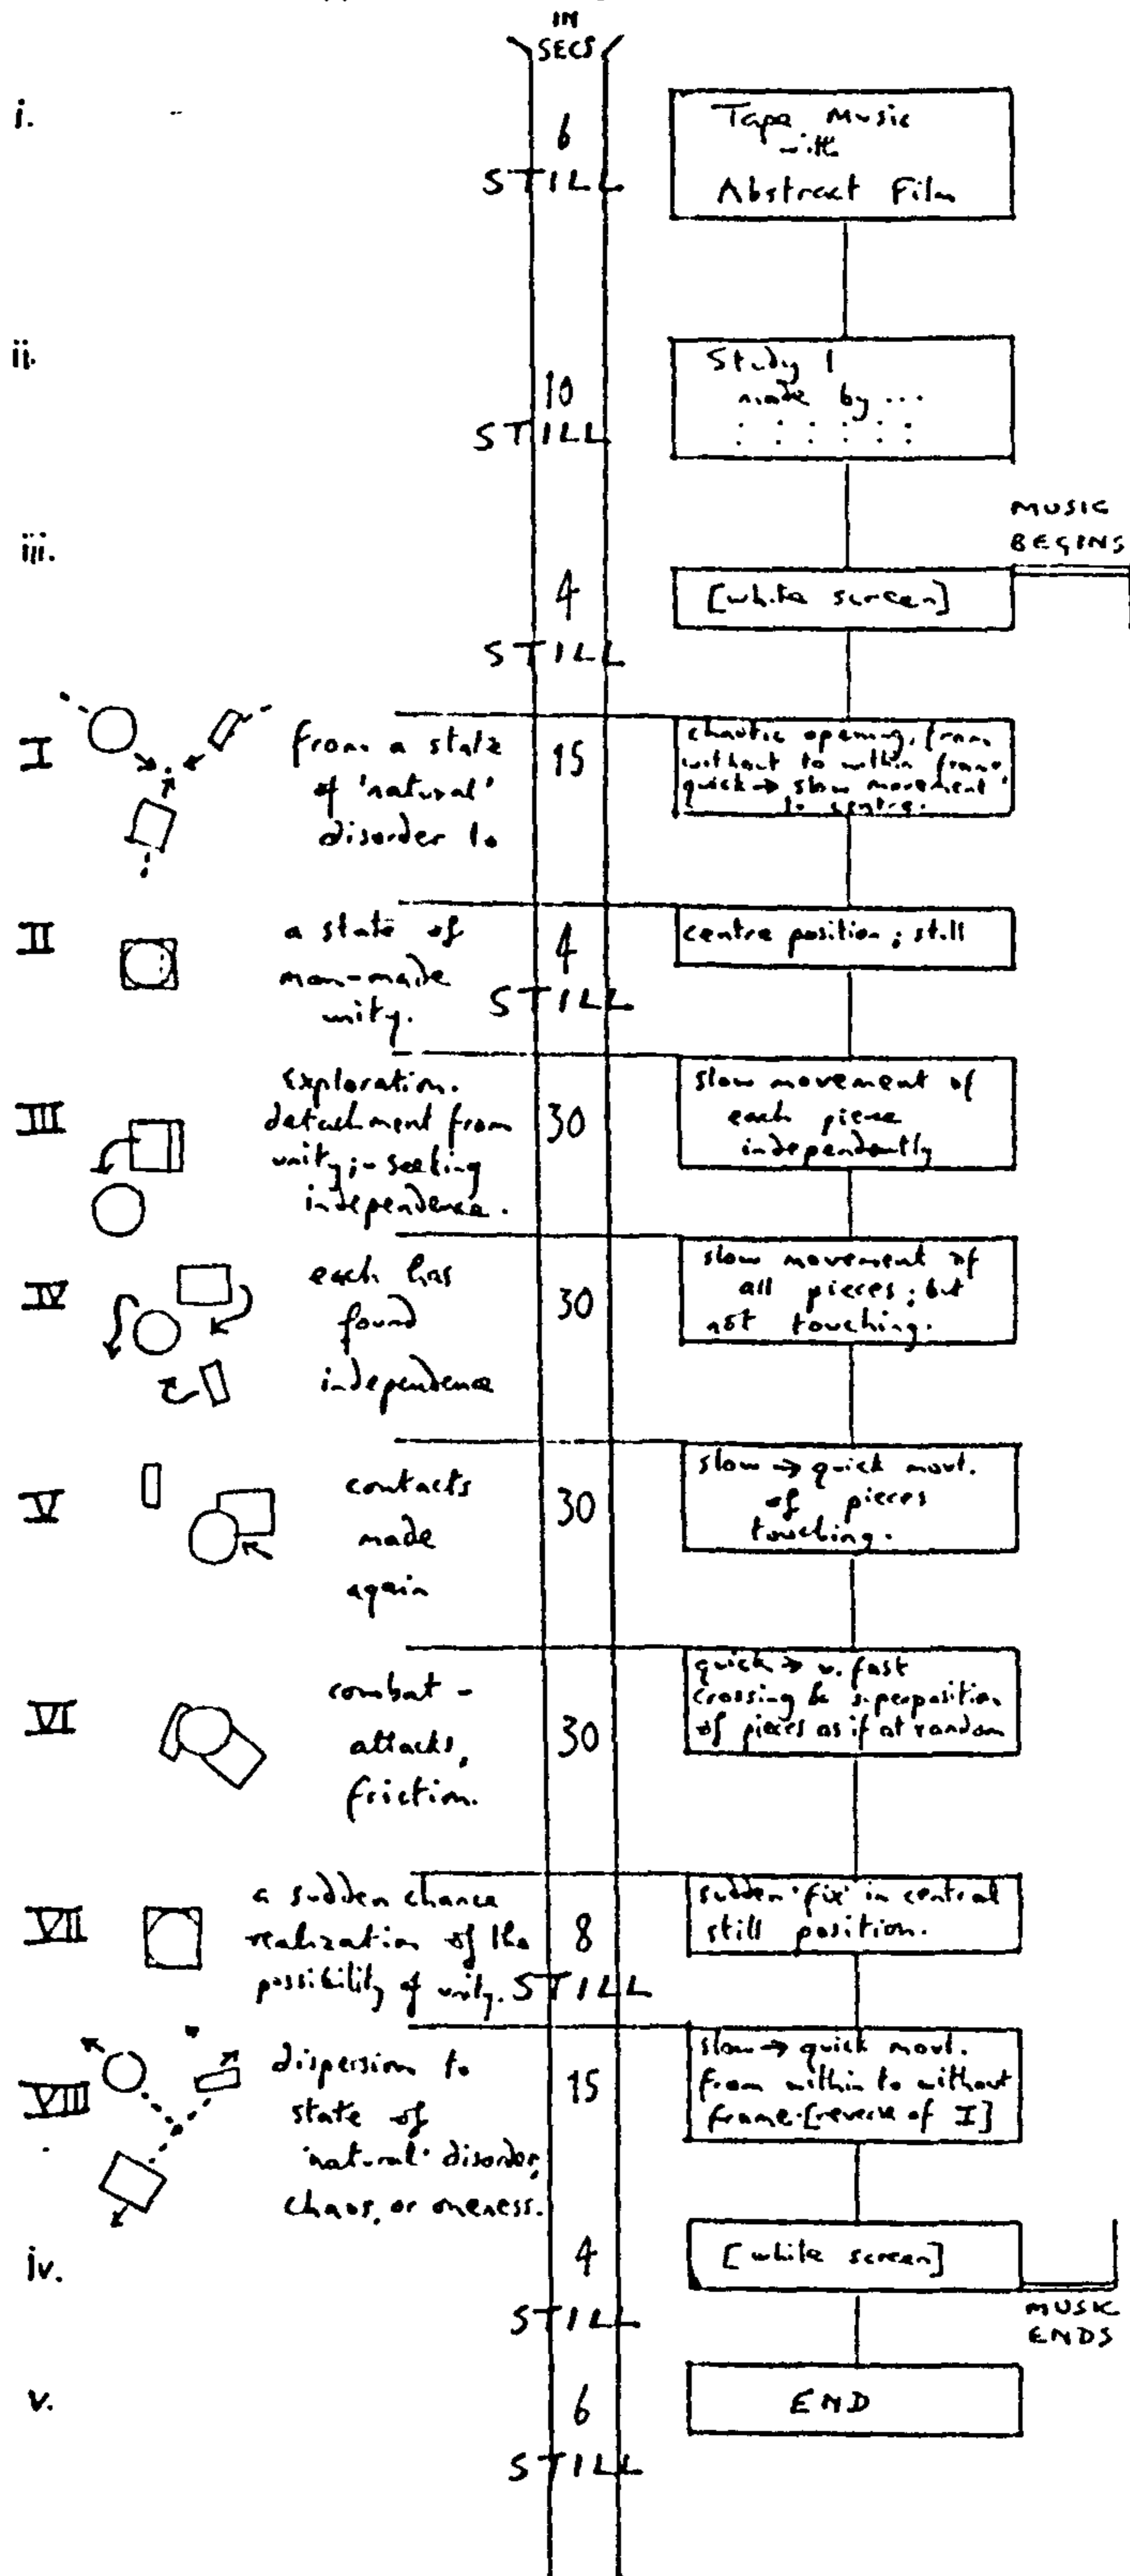 IN
SECS
i.
6
STILL
Tape Music
with
Abstract Film
ii.
10
STILL
Study 1
made by ...
: : : : : :
iii.
4
STILL
[white screen]
MUSIC
BEGINS
I
from a state
of 'natural'
disorder to
15
chaotic opening, from
without to within frame,
quick → slow movement
to centre.
II
a state of
man-made
unity.
4
STILL
centre position; still
III
Exploration.
detachment from
unity; - seeking
independence.
30
slow movement of
each piece
independently
IV
each has
found
independence
30
slow movement of
all pieces; but
not touching.
V
contacts
made
again
30
slow → quick movt.
of pieces
touching.
VI
combat -
attacks,
friction.
30
quick → v. fast
crossing & superposition
of pieces as if at random
VII
a sudden chance
realization of the
possibility of unity.
8
STILL
sudden 'fix' in central
still position.
VIII
dispersion to
state of
'natural' disorder,
chaos, or oneness.
15
slow → quick movt.
from within to without
frame. [reverse of I]
iv.
4
STILL
[white screen]
MUSIC
ENDS
v.
6
STILL
END